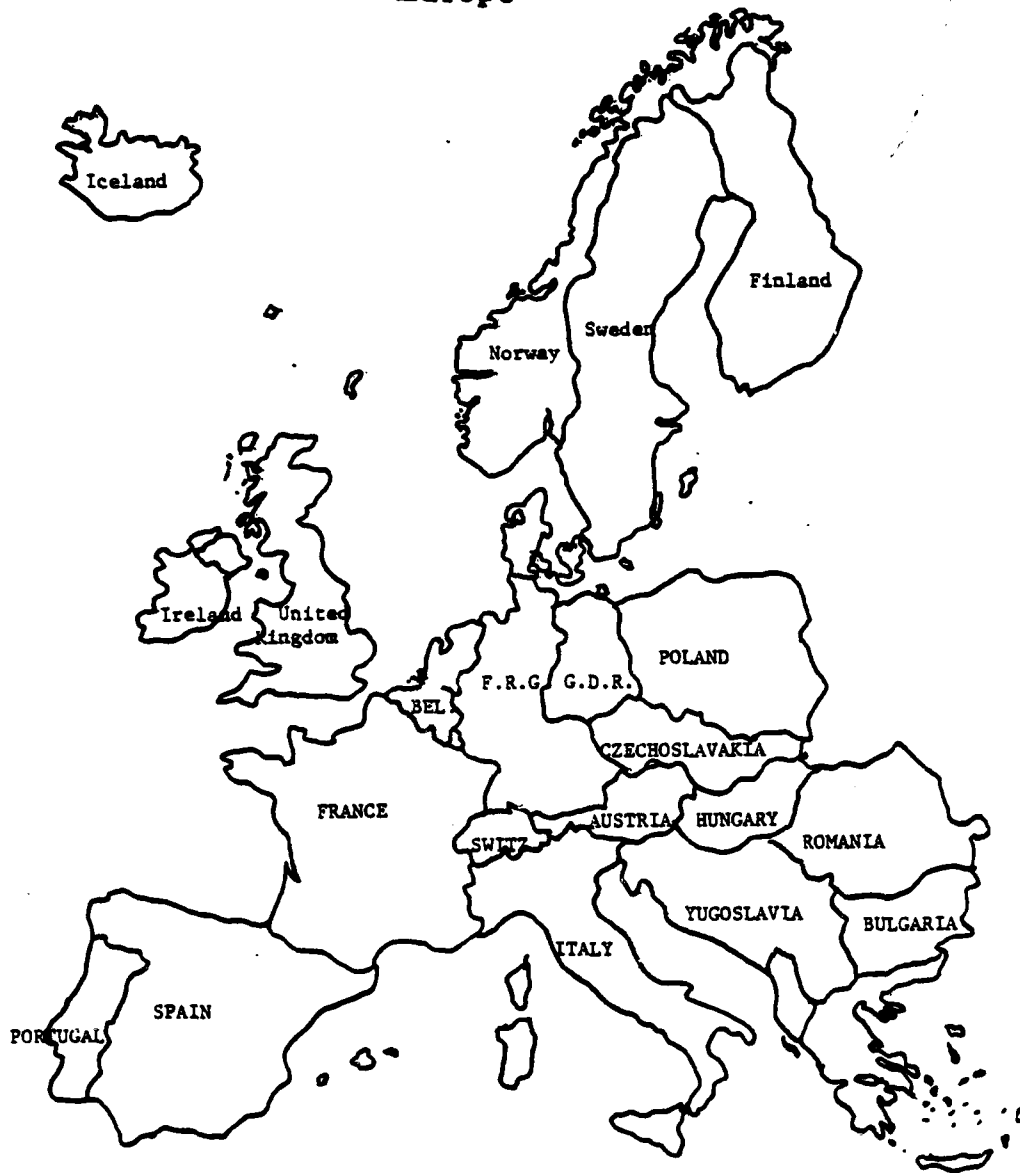 Europe
Iceland
Finland
Sweden
Norway
Ireland
United
Kingdom
POLAND
F.R.G.
G.D.R.
BEL.
CZECHOSLAVAKIA
FRANCE
AUSTRIA
HUNGARY
SWITZ
ROMANIA
YUGOSLAVIA
BULGARIA
ITALY
SPAIN
PORTUGAL